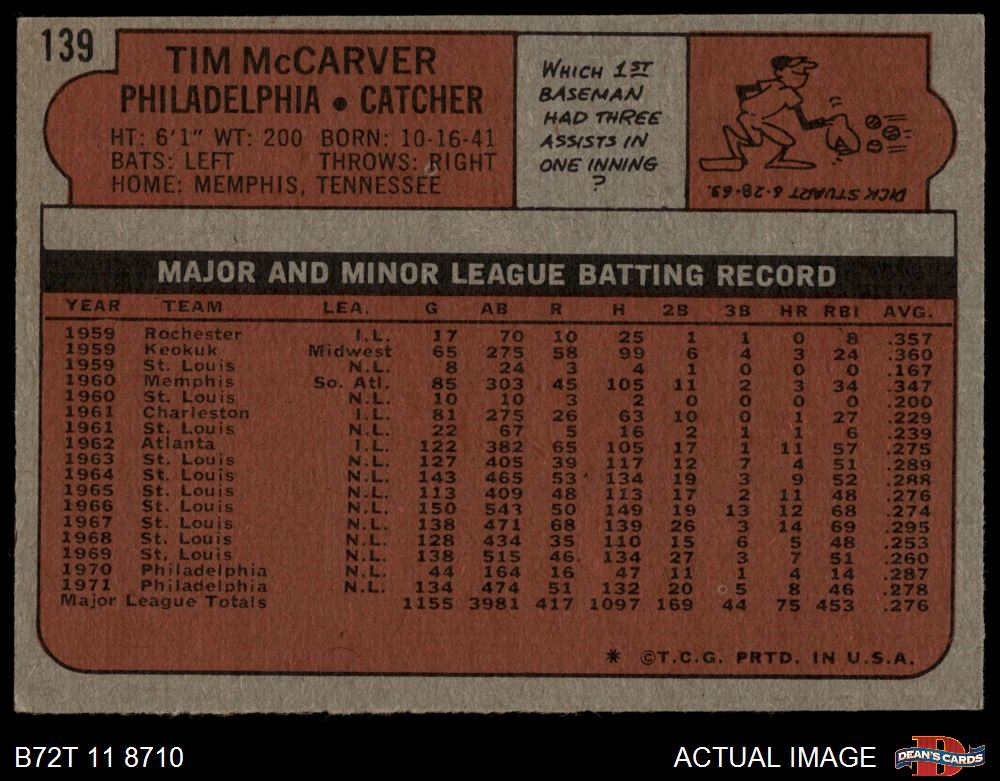 139
TIM McCARVER
PHILADELPHIA • CATCHER
HT: 6'1" WT: 200 BORN: 10-16-41
BATS: LEFT THROWS: RIGHT
HOME: MEMPHIS, TENNESSEE
WHICH 1ST
BASEMAN
HAD THREE
ASSISTS IN
ONE INNING
?
DICK STUART 6-28-63.
MAJOR AND MINOR LEAGUE BATTING RECORD
YEAR TEAM LEA. G AB R H 2B 3B HR RBI AVG.
1959 Rochester I.L. 17 70 10 25 1 1 0 8 .357
1959 Keokuk Midwest 65 275 58 99 6 4 3 24 .360
1959 St. Louis N.L. 8 24 3 4 1 0 0 0 .167
1960 Memphis So. Atl. 85 303 45 105 11 2 3 34 .347
1960 St. Louis N.L. 10 10 3 2 0 0 0 0 .200
1961 Charleston I.L. 81 275 26 63 10 0 1 27 .229
1961 St. Louis N.L. 22 67 5 16 2 1 1 6 .239
1962 Atlanta I.L. 122 382 65 105 17 1 11 57 .275
1963 St. Louis N.L. 127 405 39 117 12 7 4 51 .289
1964 St. Louis N.L. 143 465 53 134 19 3 9 52 .288
1965 St. Louis N.L. 113 409 48 113 17 2 11 48 .276
1966 St. Louis N.L. 150 543 50 149 19 13 12 68 .274
1967 St. Louis N.L. 138 471 68 139 26 3 14 69 .295
1968 St. Louis N.L. 128 434 35 110 15 6 5 48 .253
1969 St. Louis N.L. 138 515 46 134 27 3 7 51 .260
1970 Philadelphia N.L. 44 164 16 47 11 1 4 14 .287
1971 Philadelphia N.L. 134 474 51 132 20 5 8 46 .278
Major League Totals 1155 3981 417 1097 169 44 75 453 .276
* ©T.C.G. PRTD. IN U.S.A.
B72T 11 8710
ACTUAL IMAGE
D
DEAN'S CARDS